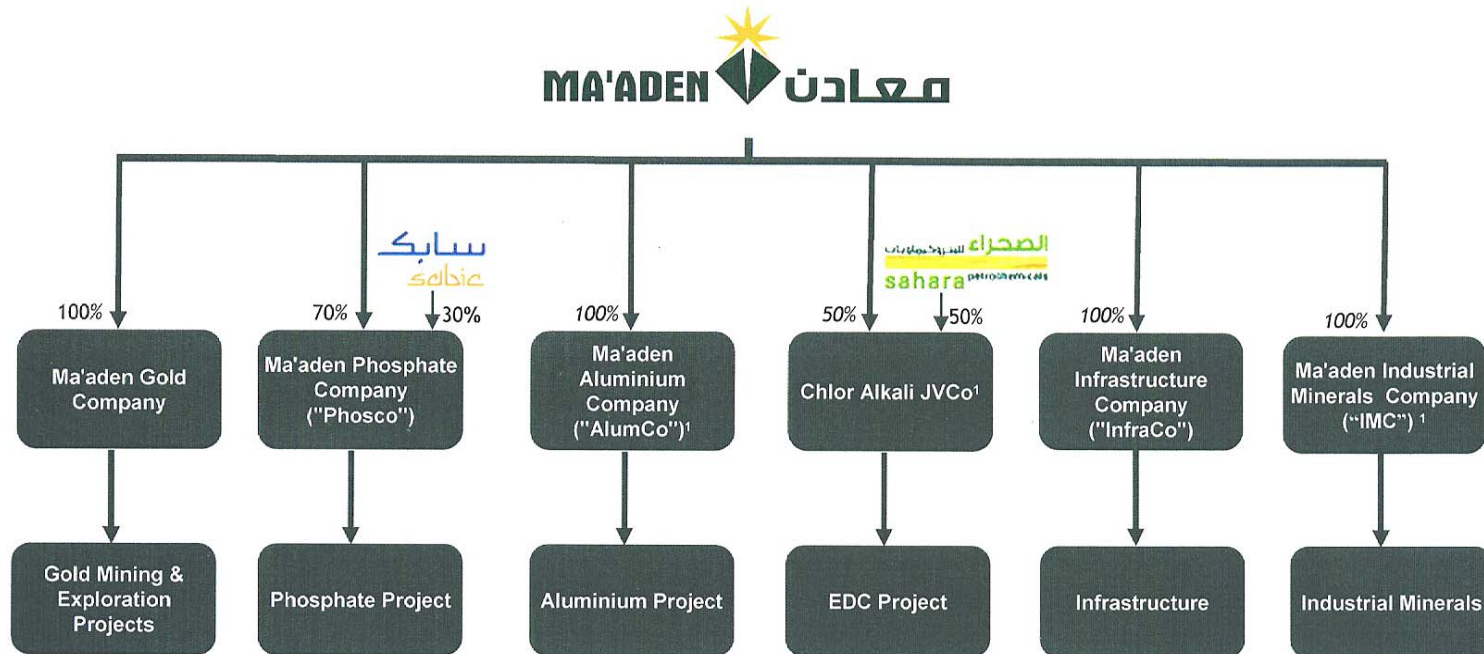 MA'ADEN معادن
سابك
sabic
الصحراء للبتروكيماويات
sahara petrochemicals
100%
70%
30%
100%
50%
50%
100%
100%
Ma'aden Gold
Company
Ma'aden Phosphate
Company
("Phosco")
Ma'aden
Aluminium
Company
("AlumCo")¹
Chlor Alkali JVCo¹
Ma'aden
Infrastructure
Company
("InfraCo")
Ma'aden Industrial
Minerals Company
(“IMC”) ¹
Gold Mining &
Exploration
Projects
Phosphate Project
Aluminium Project
EDC Project
Infrastructure
Industrial Minerals